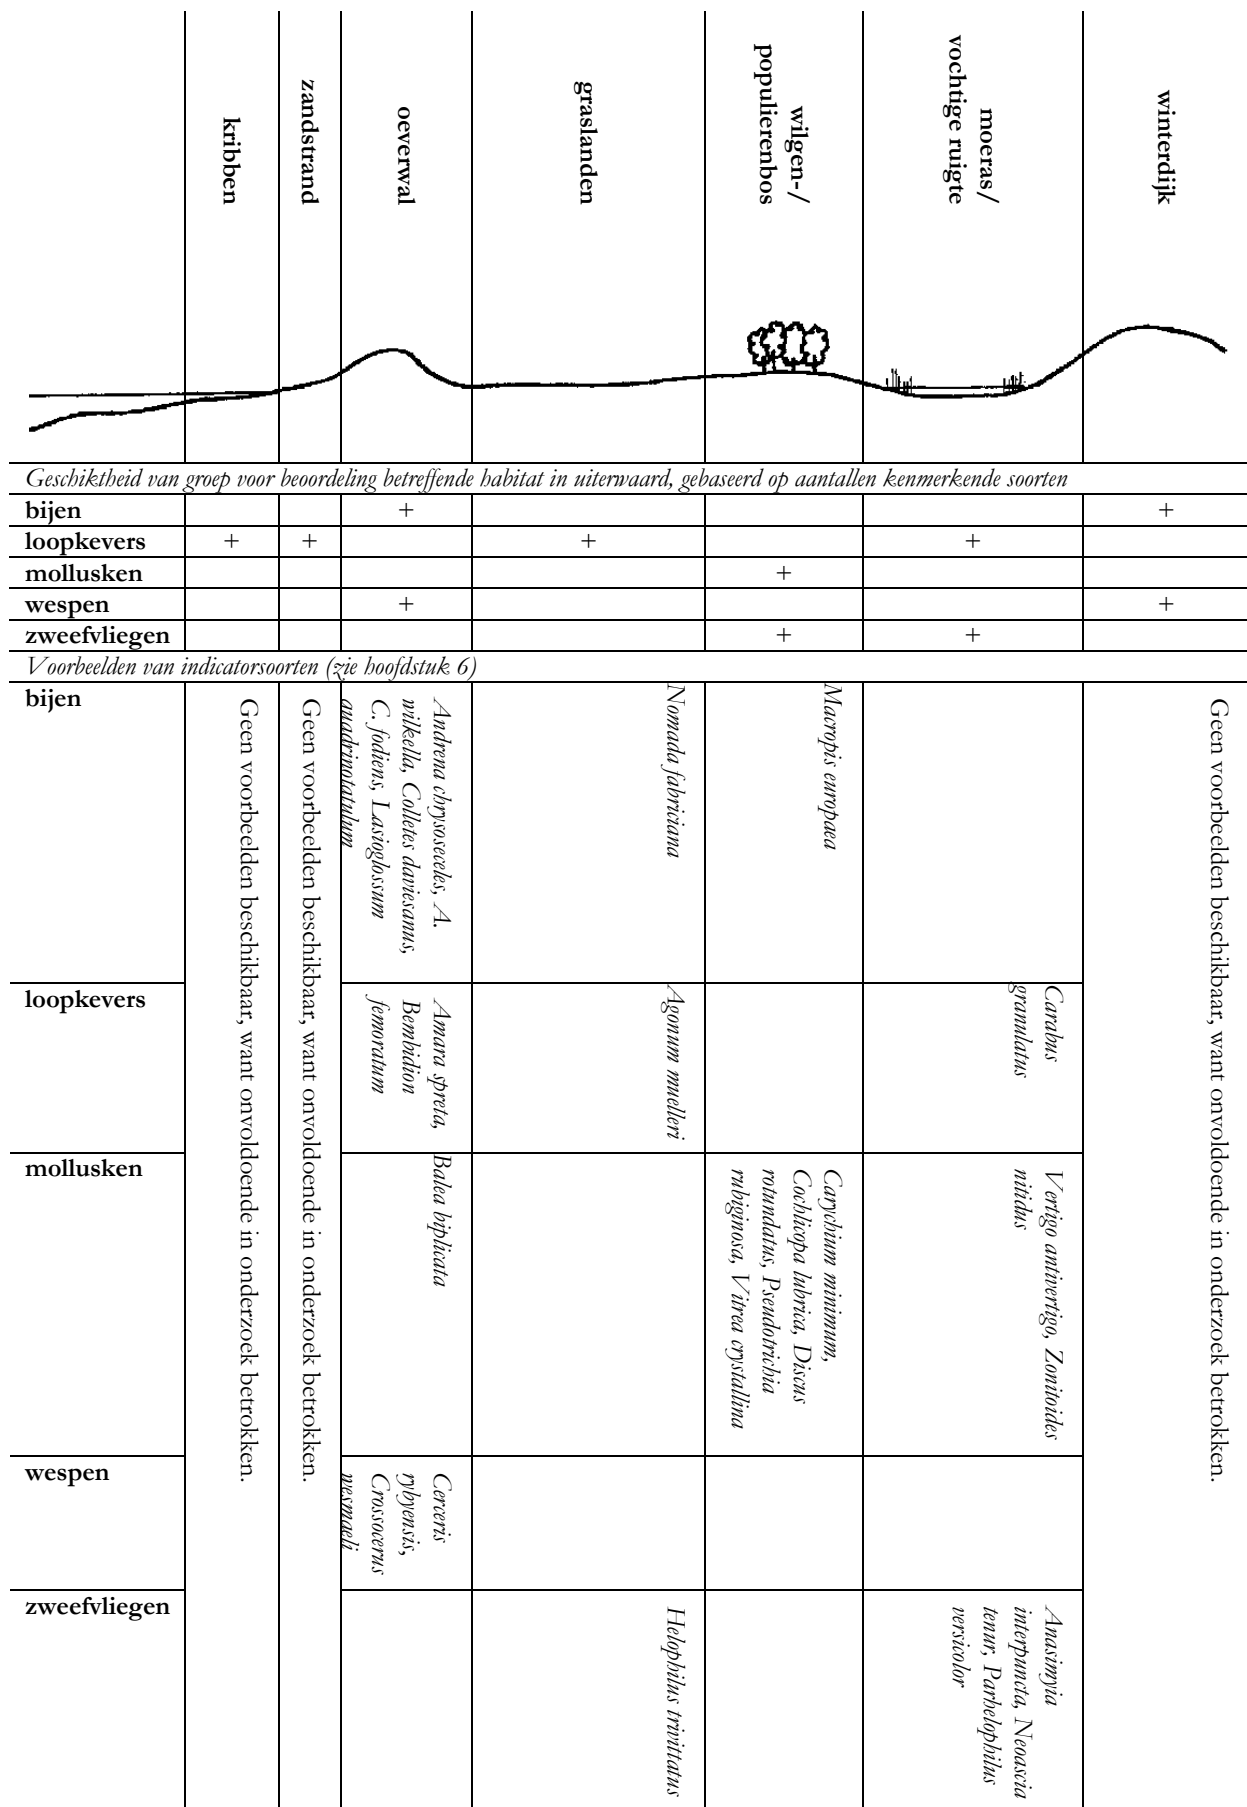 kribben
zandstrand
oeverwal
graslanden
wilgen-/
populierenbos
moeras/
vochtige ruigte
winterdijk
Geschiktheid van groep voor beoordeling betreffende habitat in uiterwaard, gebaseerd op aantallen kenmerkende soorten
bijen + +
loopkevers + + + +
mollusken +
wespen + +
zweefvliegen + +
Voorbeelden van indicatorsoorten (zie hoofdstuk 6)
Geen voorbeelden beschikbaar, want onvoldoende in onderzoek betrokken.
Geen voorbeelden beschikbaar, want onvoldoende in onderzoek betrokken.
Geen voorbeelden beschikbaar, want onvoldoende in onderzoek betrokken.
bijen
Andrena chrysosceles, A.
wilkella, Colletes daviesanus,
C. fodiens, Lasioglossum
quadrinotatulum
Nomada fabriciana
Macropis europaea
loopkevers
Amara spreta,
Bembidion
femoratum
Agonum muelleri
Carabus
granulatus
mollusken
Balea biplicata
Carychium minimum,
Cochlicopa lubrica, Discus
rotundatus, Pseudotrichia
rubiginosa, Vitrea crystallina
Vertigo antivertigo, Zonitoides
nitidus
wespen
Cerceris
rybyensis,
Crossocerus
wesmaeli
zweefvliegen
Helophilus trivittatus
Anasimyia
interpuncta, Neoascia
tenur, Parhelophilus
versicolor